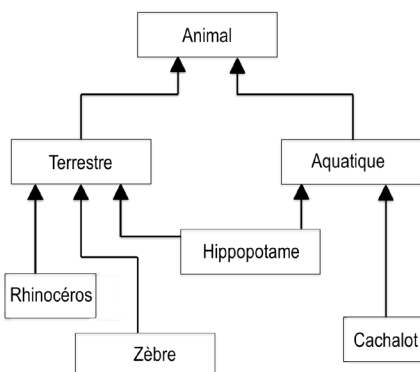 Animal
Terrestre
Aquatique
Hippopotame
Rhinocéros
Zèbre
Cachalot